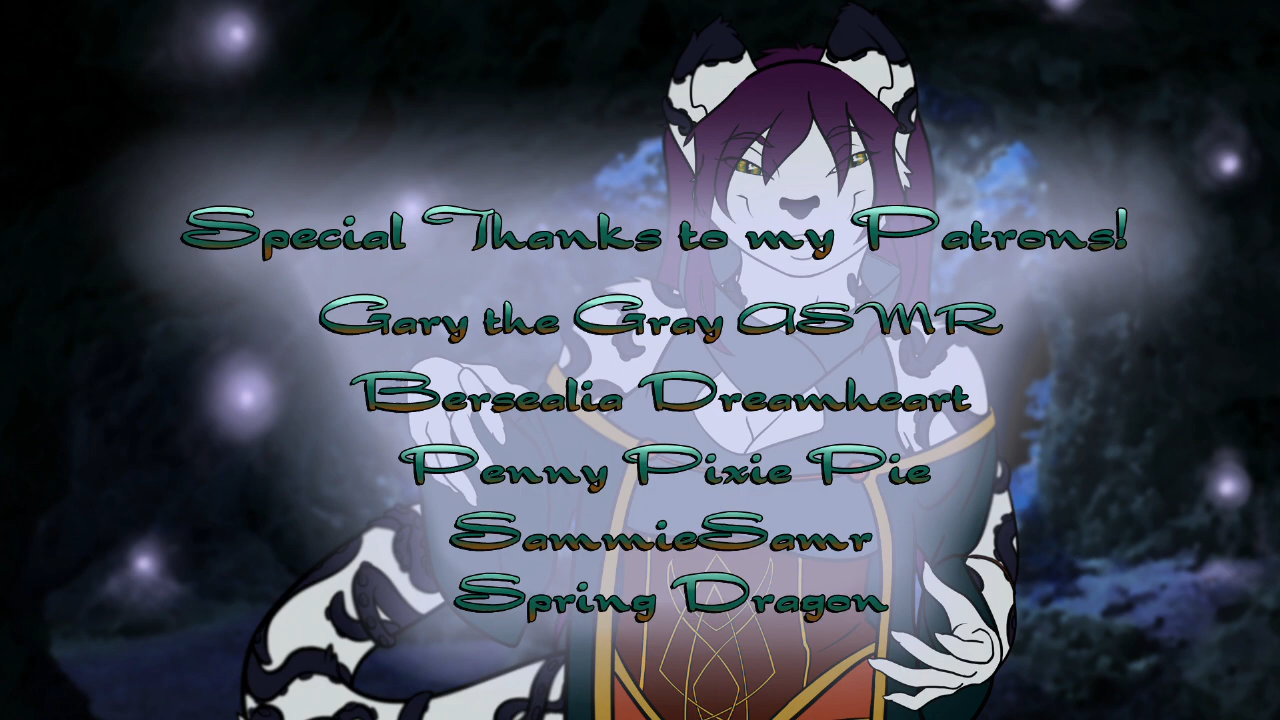 Special Thanks to my Patrons!
Gary the Gray ASMR
Bersealia Dreamheart
Penny Pixie Pie
SammieSamr
Spring Dragon